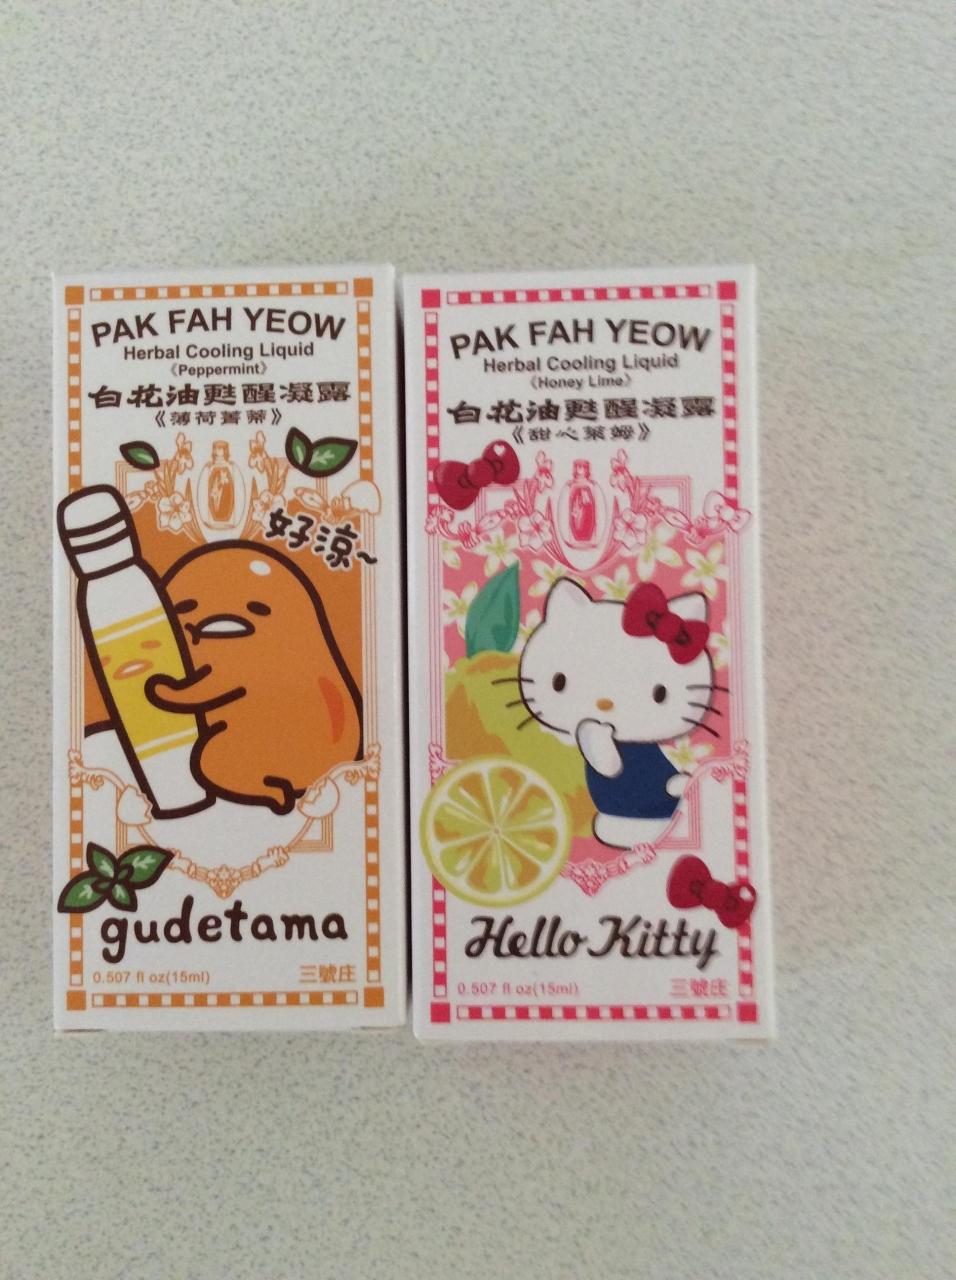 PAK FAH YEOW
Herbal Cooling Liquid
《Peppermint》
白花油甦醒凝露
《薄荷菁萃》
好涼~
gudetama
0.507 fl oz(15ml)
三號庄
PAK FAH YEOW
Herbal Cooling Liquid
《Honey Lime》
白花油甦醒凝露
《甜心萊姆》
Hello Kitty
0.507 fl oz(15ml)
三號庄